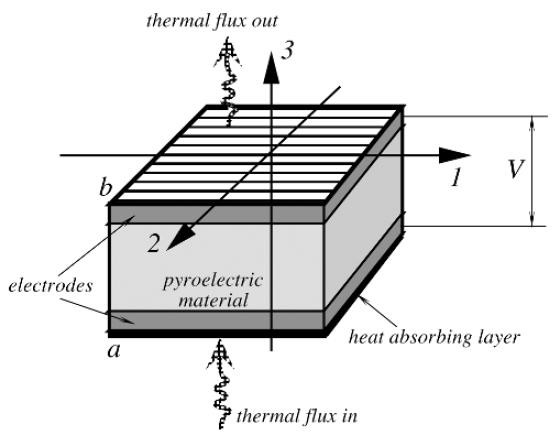 thermal flux out
3
1
V
b
2
electrodes
pyroelectric
material
a
heat absorbing layer
thermal flux in